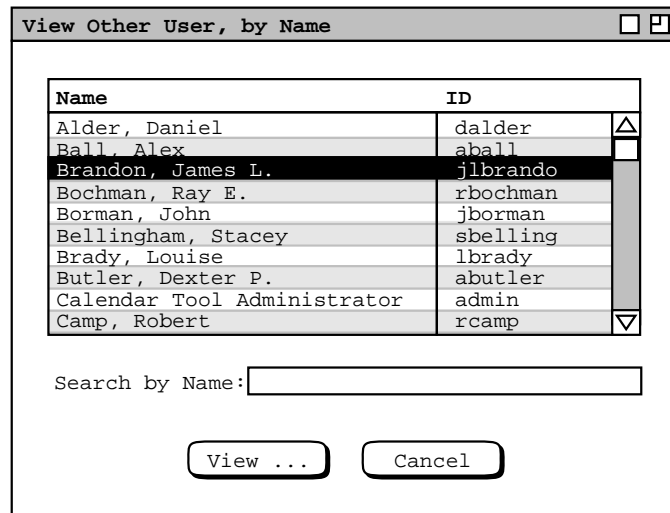 View Other User, by Name
Name ID
Alder, Daniel dalder
Ball, Alex aball
Brandon, James L. jlbrando
Bochman, Ray E. rbochman
Borman, John jborman
Bellingham, Stacey sbelling
Brady, Louise lbrady
Butler, Dexter P. abutler
Calendar Tool Administrator admin
Camp, Robert rcamp
Search by Name:
View ... Cancel